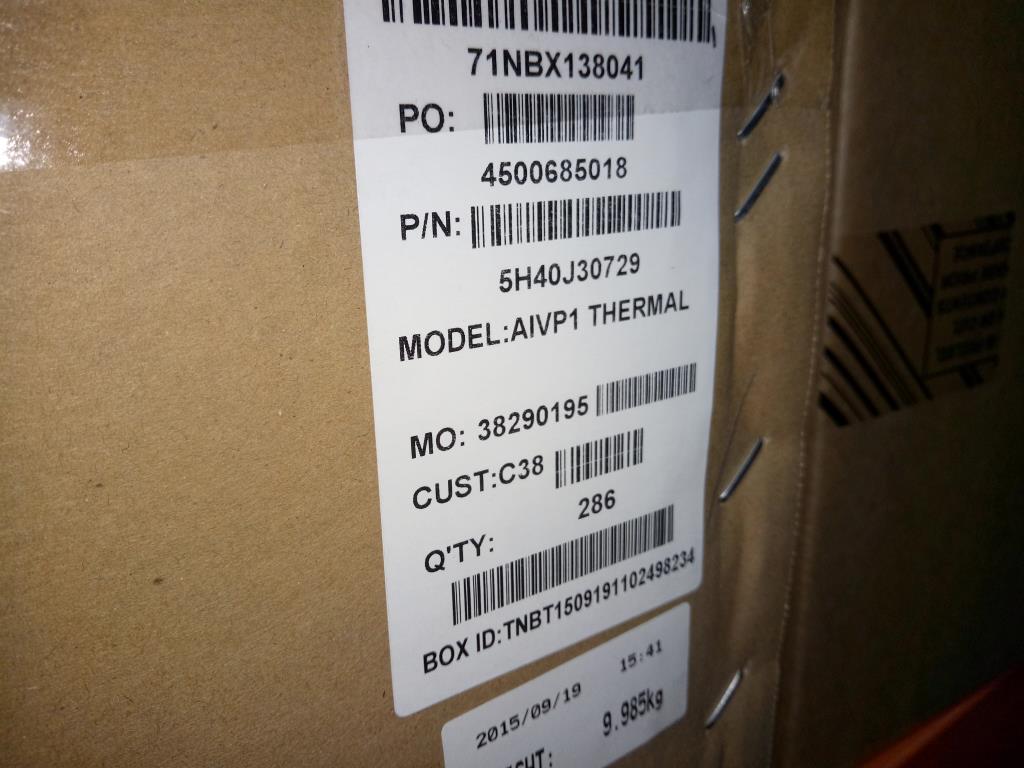 71NBX138041
PO:
4500685018
P/N:
5H40J30729
MODEL:AIVP1 THERMAL
MO: 38290195
CUST:C38
286
Q'TY:
BOX ID:TNBT1509191102498234
2015/09/19 15:41
9.985kg